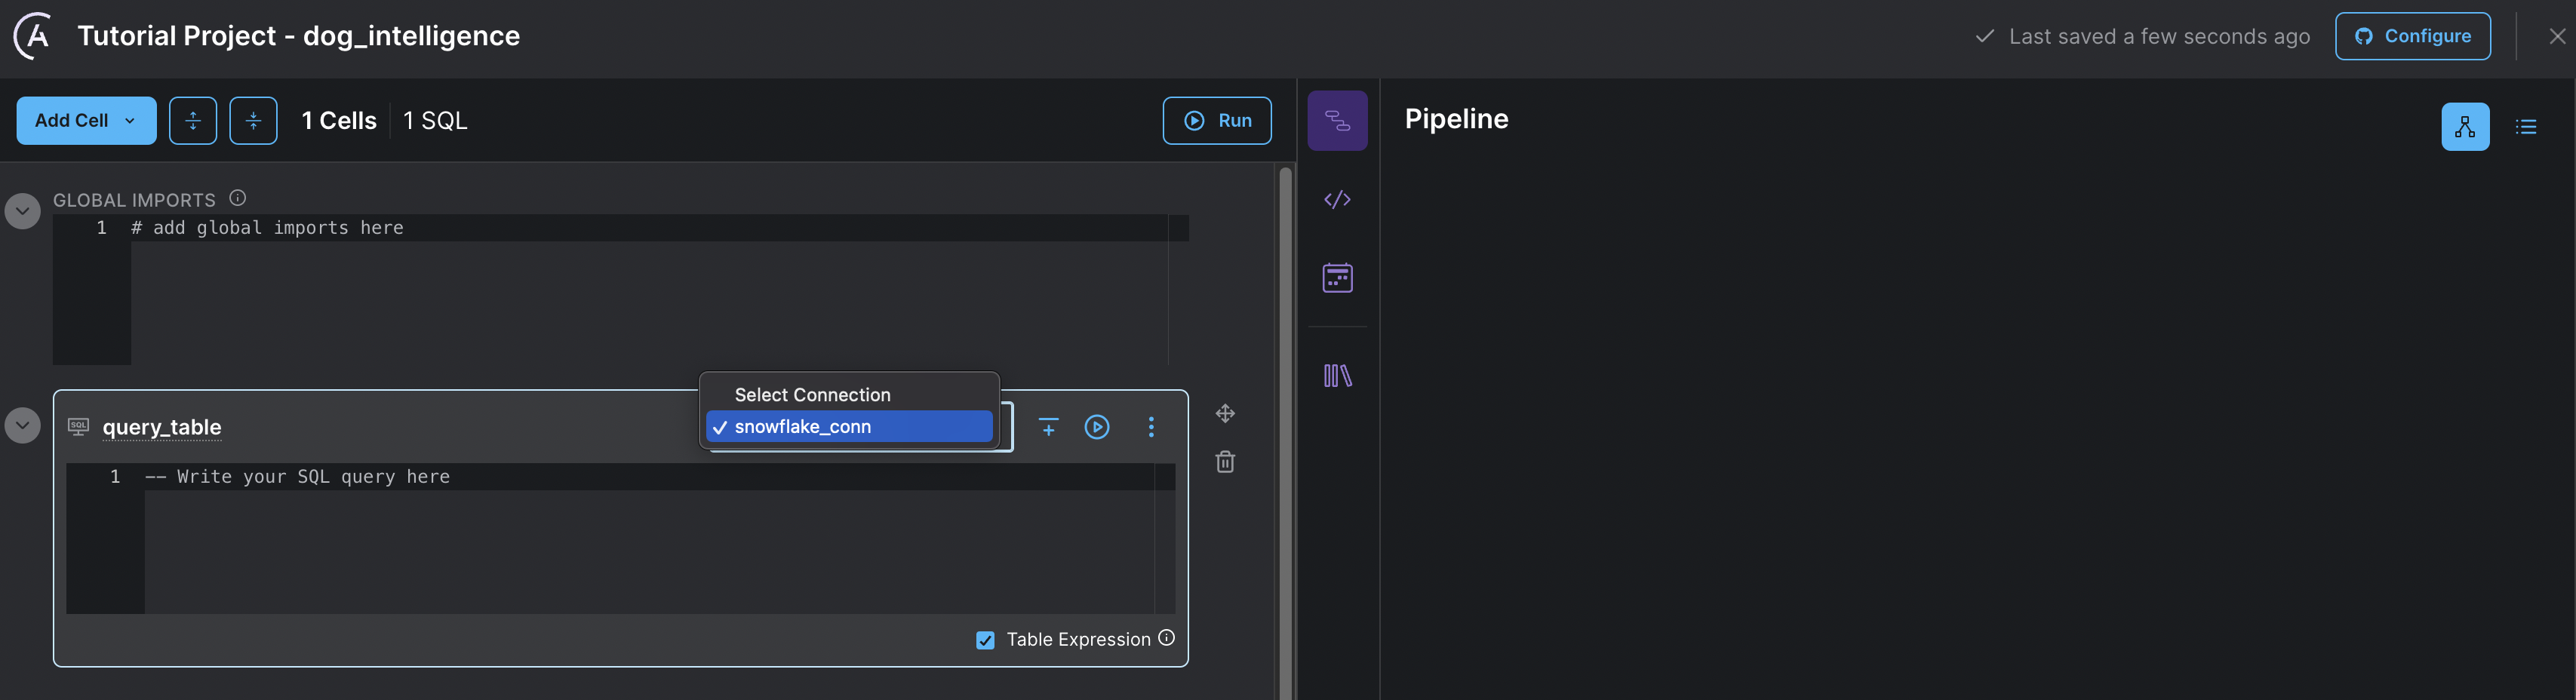 Tutorial Project - dog_intelligence
Last saved a few seconds ago
Configure
Add Cell
1 Cells
1 SQL
Run
Pipeline
GLOBAL IMPORTS
1 # add global imports here
Select Connection
✓ snowflake_conn
SQL
query_table
1 -- Write your SQL query here
Table Expression